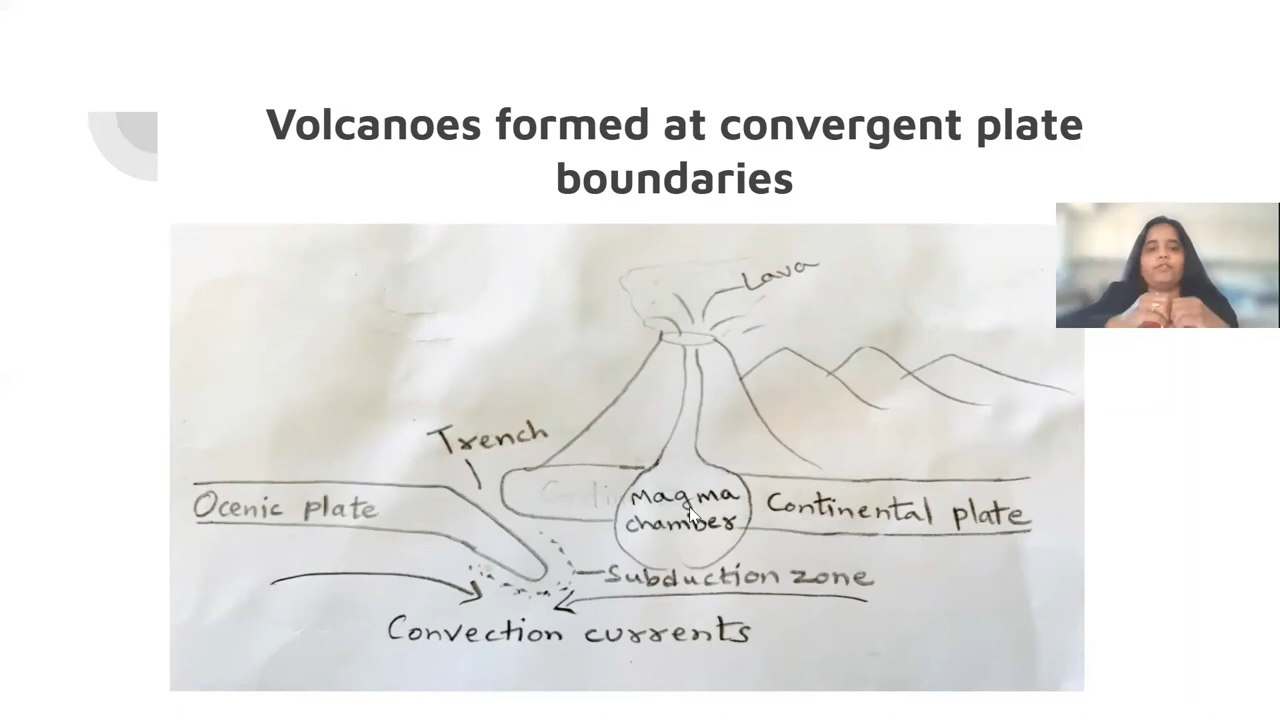 Volcanoes formed at convergent plate
boundaries
Lava
Trench
Ocenic plate
Magma
chamber
Continental plate
Subduction zone
Convection currents